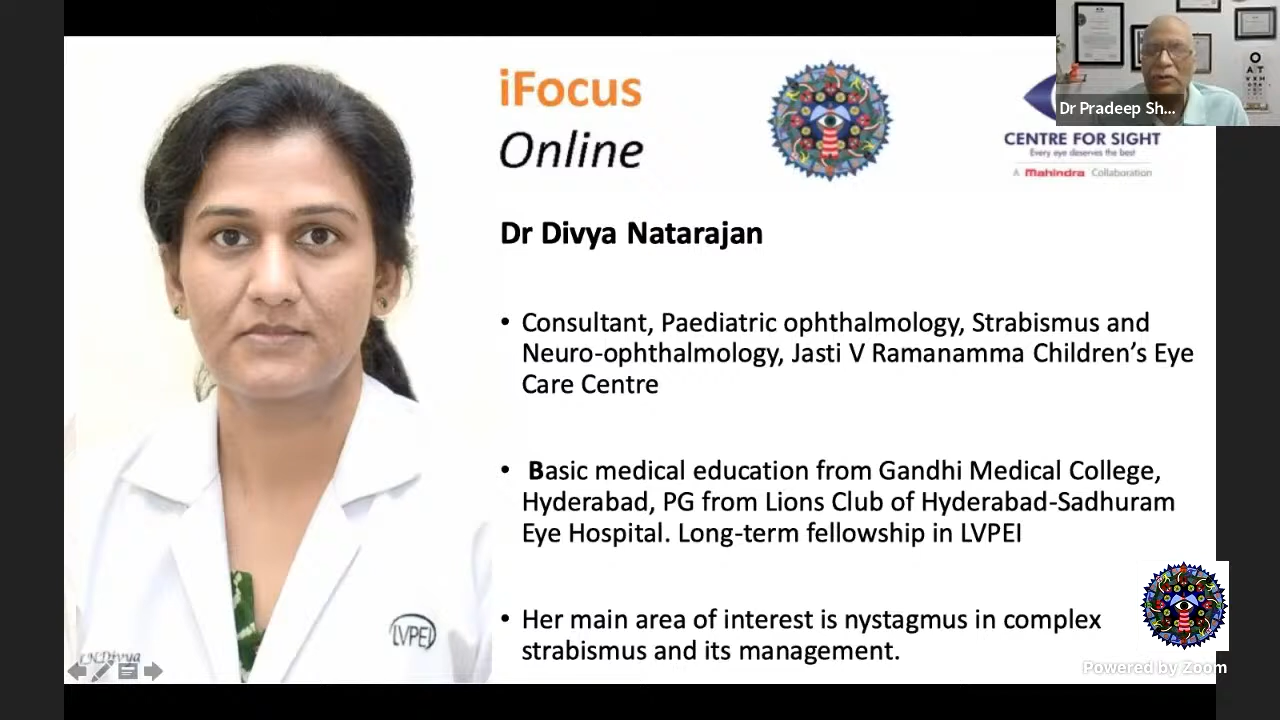 iFocus
Online
CENTRE FOR SIGHT
Every eye deserves the best
A Mahindra Collaboration
Dr Pradeep Sh...
Dr Divya Natarajan
• Consultant, Paediatric ophthalmology, Strabismus and
Neuro-ophthalmology, Jasti V Ramanamma Children’s Eye
Care Centre
• Basic medical education from Gandhi Medical College,
Hyderabad, PG from Lions Club of Hyderabad-Sadhuram
Eye Hospital. Long-term fellowship in LVPEI
• Her main area of interest is nystagmus in complex
strabismus and its management.
LVPEI
N.Divya
Powered by Zoom